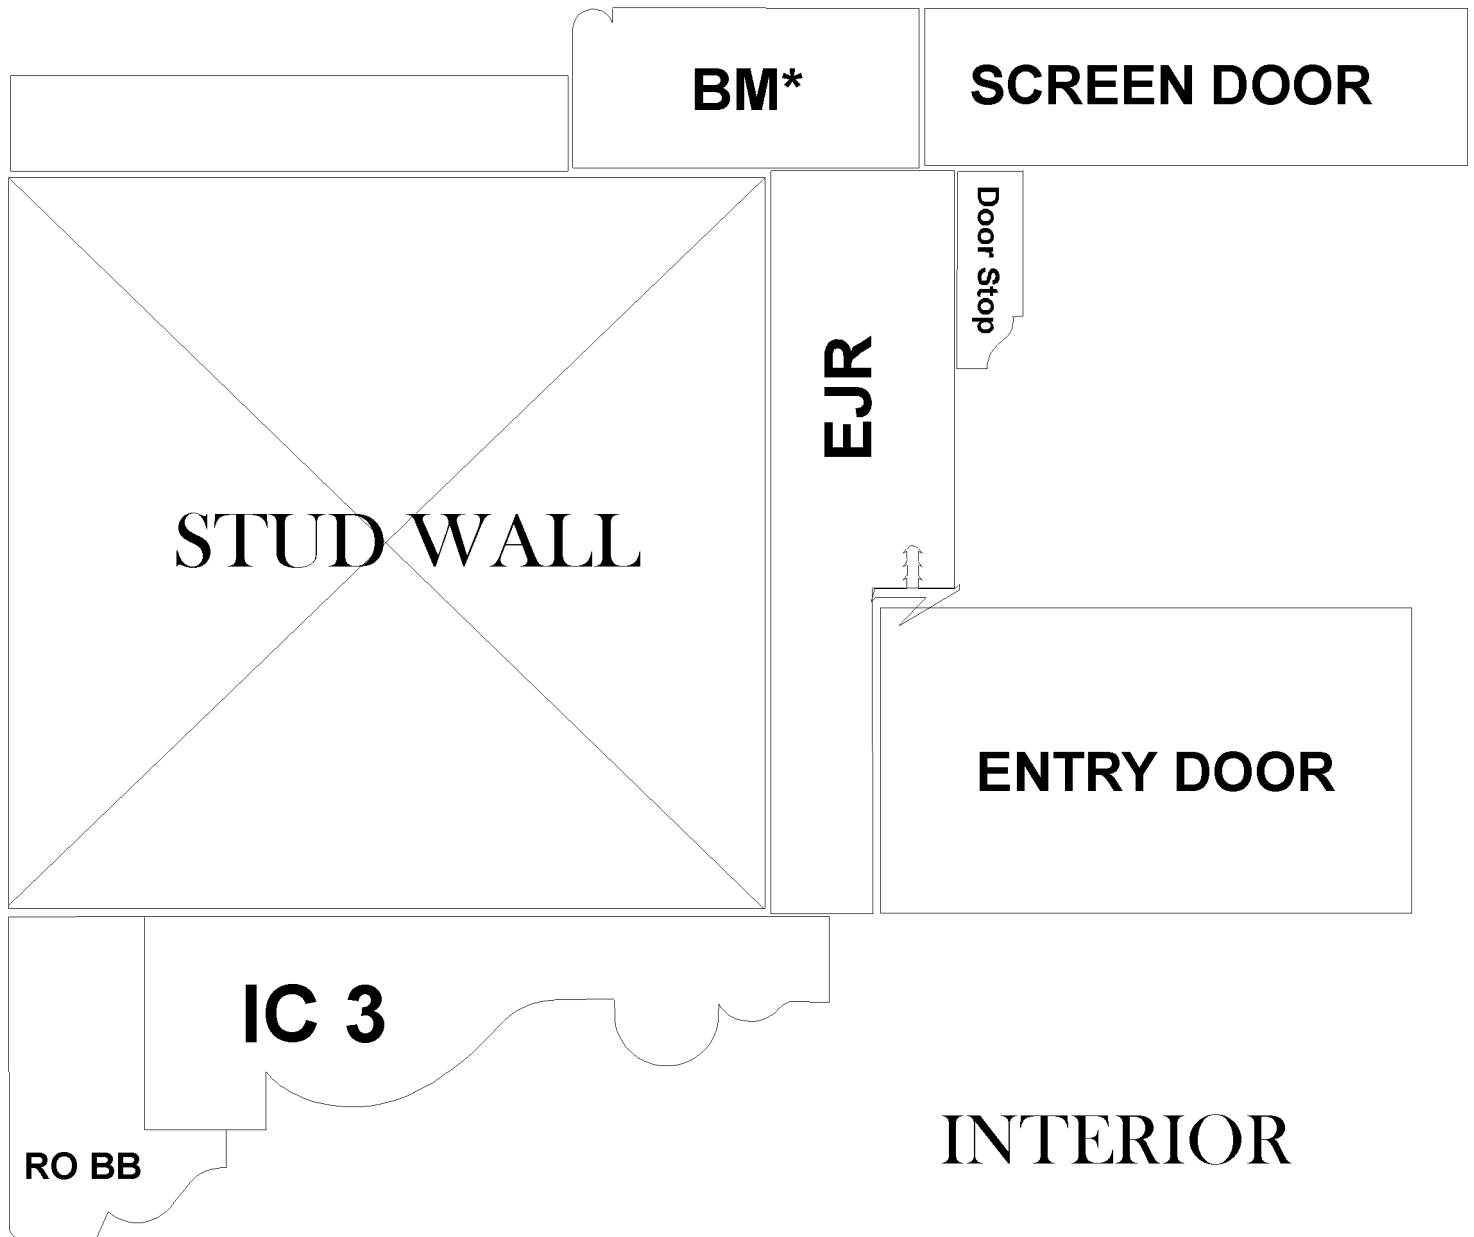 BM*
SCREEN DOOR
Door Stop
EJR
STUD WALL
ENTRY DOOR
IC 3
INTERIOR
RO BB